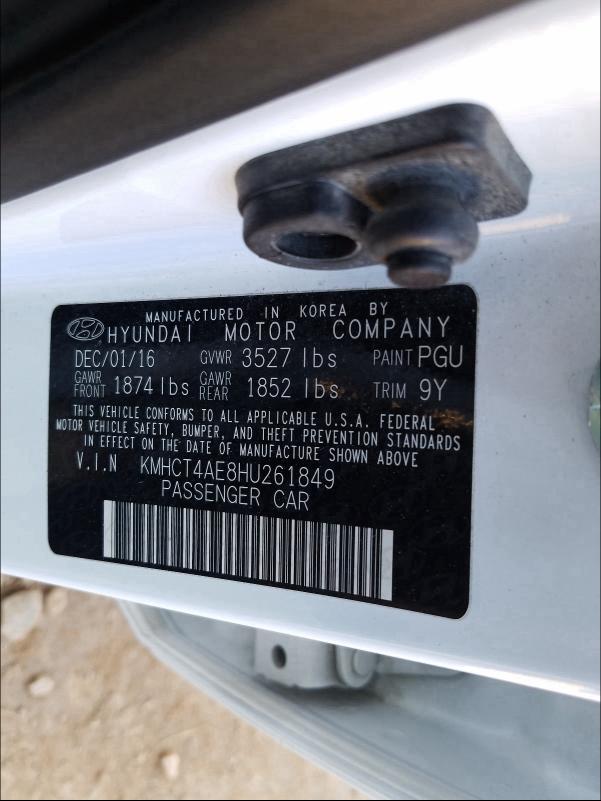 MANUFACTURED IN KOREA BY
HYUNDAI MOTOR COMPANY
DEC/01/16 GVWR 3527 lbs PAINT PGU
GAWR FRONT 1874 lbs GAWR REAR 1852 lbs TRIM 9Y
THIS VEHICLE CONFORMS TO ALL APPLICABLE U.S.A. FEDERAL
MOTOR VEHICLE SAFETY, BUMPER, AND THEFT PREVENTION STANDARDS
IN EFFECT ON THE DATE OF MANUFACTURE SHOWN ABOVE
V.I.N KMHCT4AE8HU261849
PASSENGER CAR